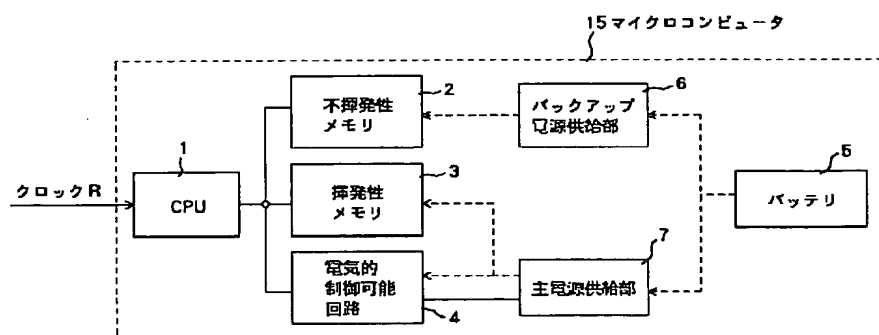 15マイクロコンピュータ
2
不揮発性
メモリ
6
バックアップ
電源供給部
1
クロックR
CPU
3
揮発性
メモリ
5
バッテリ
電気的
制御可能
回路
4
7
主電源供給部